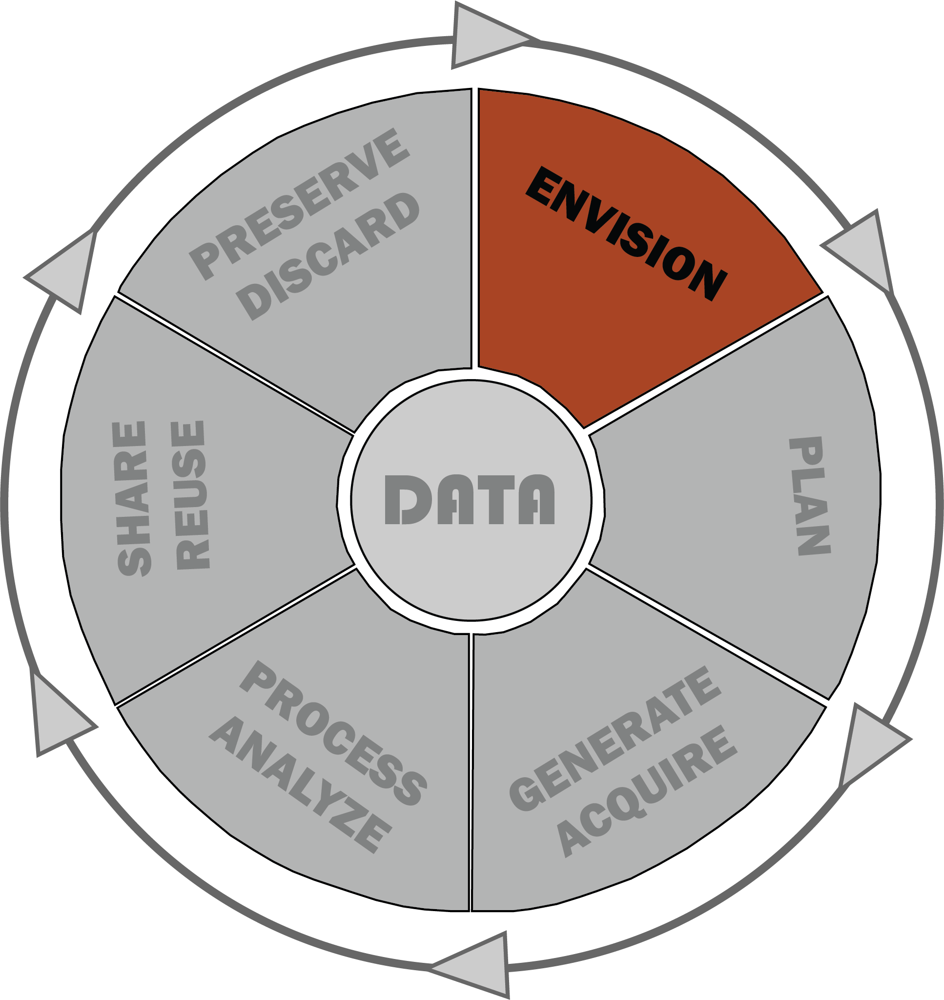 ENVISION
PLAN
GENERATE
ACQUIRE
PROCESS
ANALYZE
SHARE
REUSE
PRESERVE
DISCARD
DATA